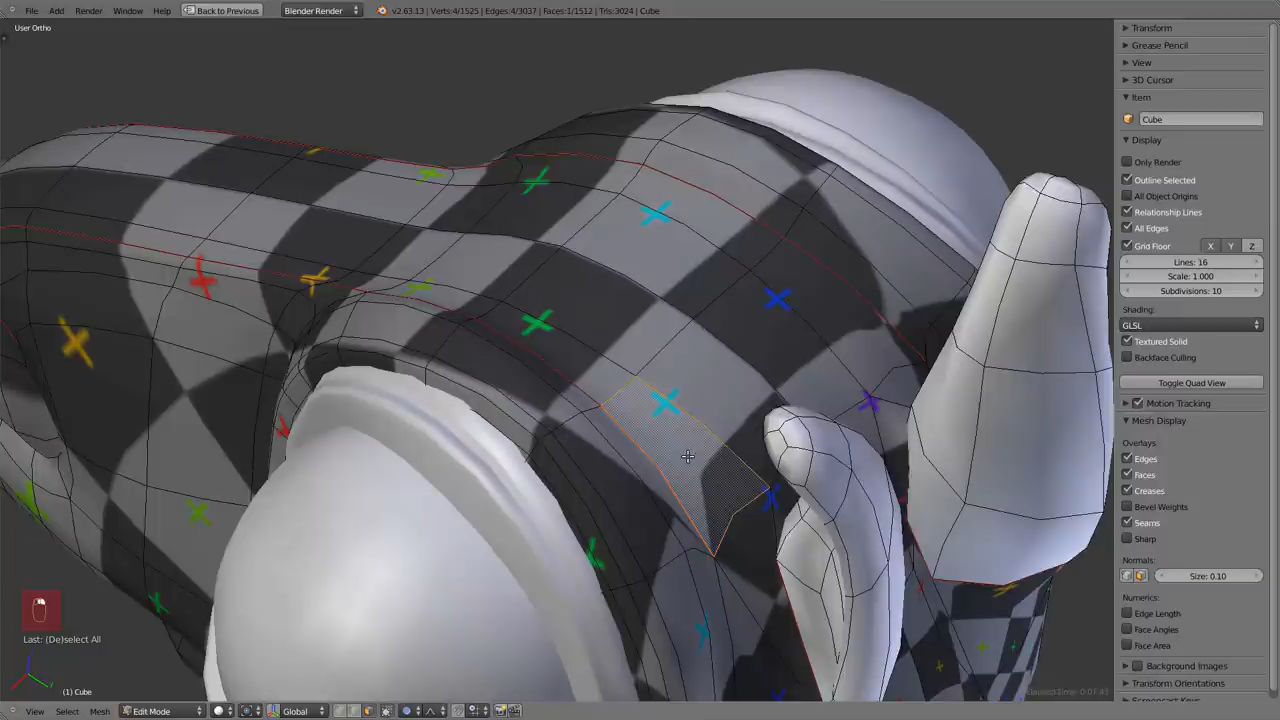 File Add Render Window Help Back to Previous Blender Render v2.63.13 | Verts:4/1525 | Edges:4/3037 | Faces:1/1512 | Tris:3024 | Cube
User Ortho
Transform
Grease Pencil
View
3D Cursor
Item
Cube
Display
Only Render
Outline Selected
All Object Origins
Relationship Lines
All Edges
Grid Floor X Y Z
Lines: 16
Scale: 1.000
Subdivisions: 10
Shading:
GLSL
Textured Solid
Backface Culling
Toggle Quad View
Motion Tracking
Mesh Display
Overlays:
Edges
Faces
Creases
Bevel Weights
Seams
Sharp
Normals:
Size: 0.10
Numerics:
Edge Length
Face Angles
Face Area
Background Images
Transform Orientations
Last: (De)select All
(1) Cube
View Select Mesh Edit Mode Global